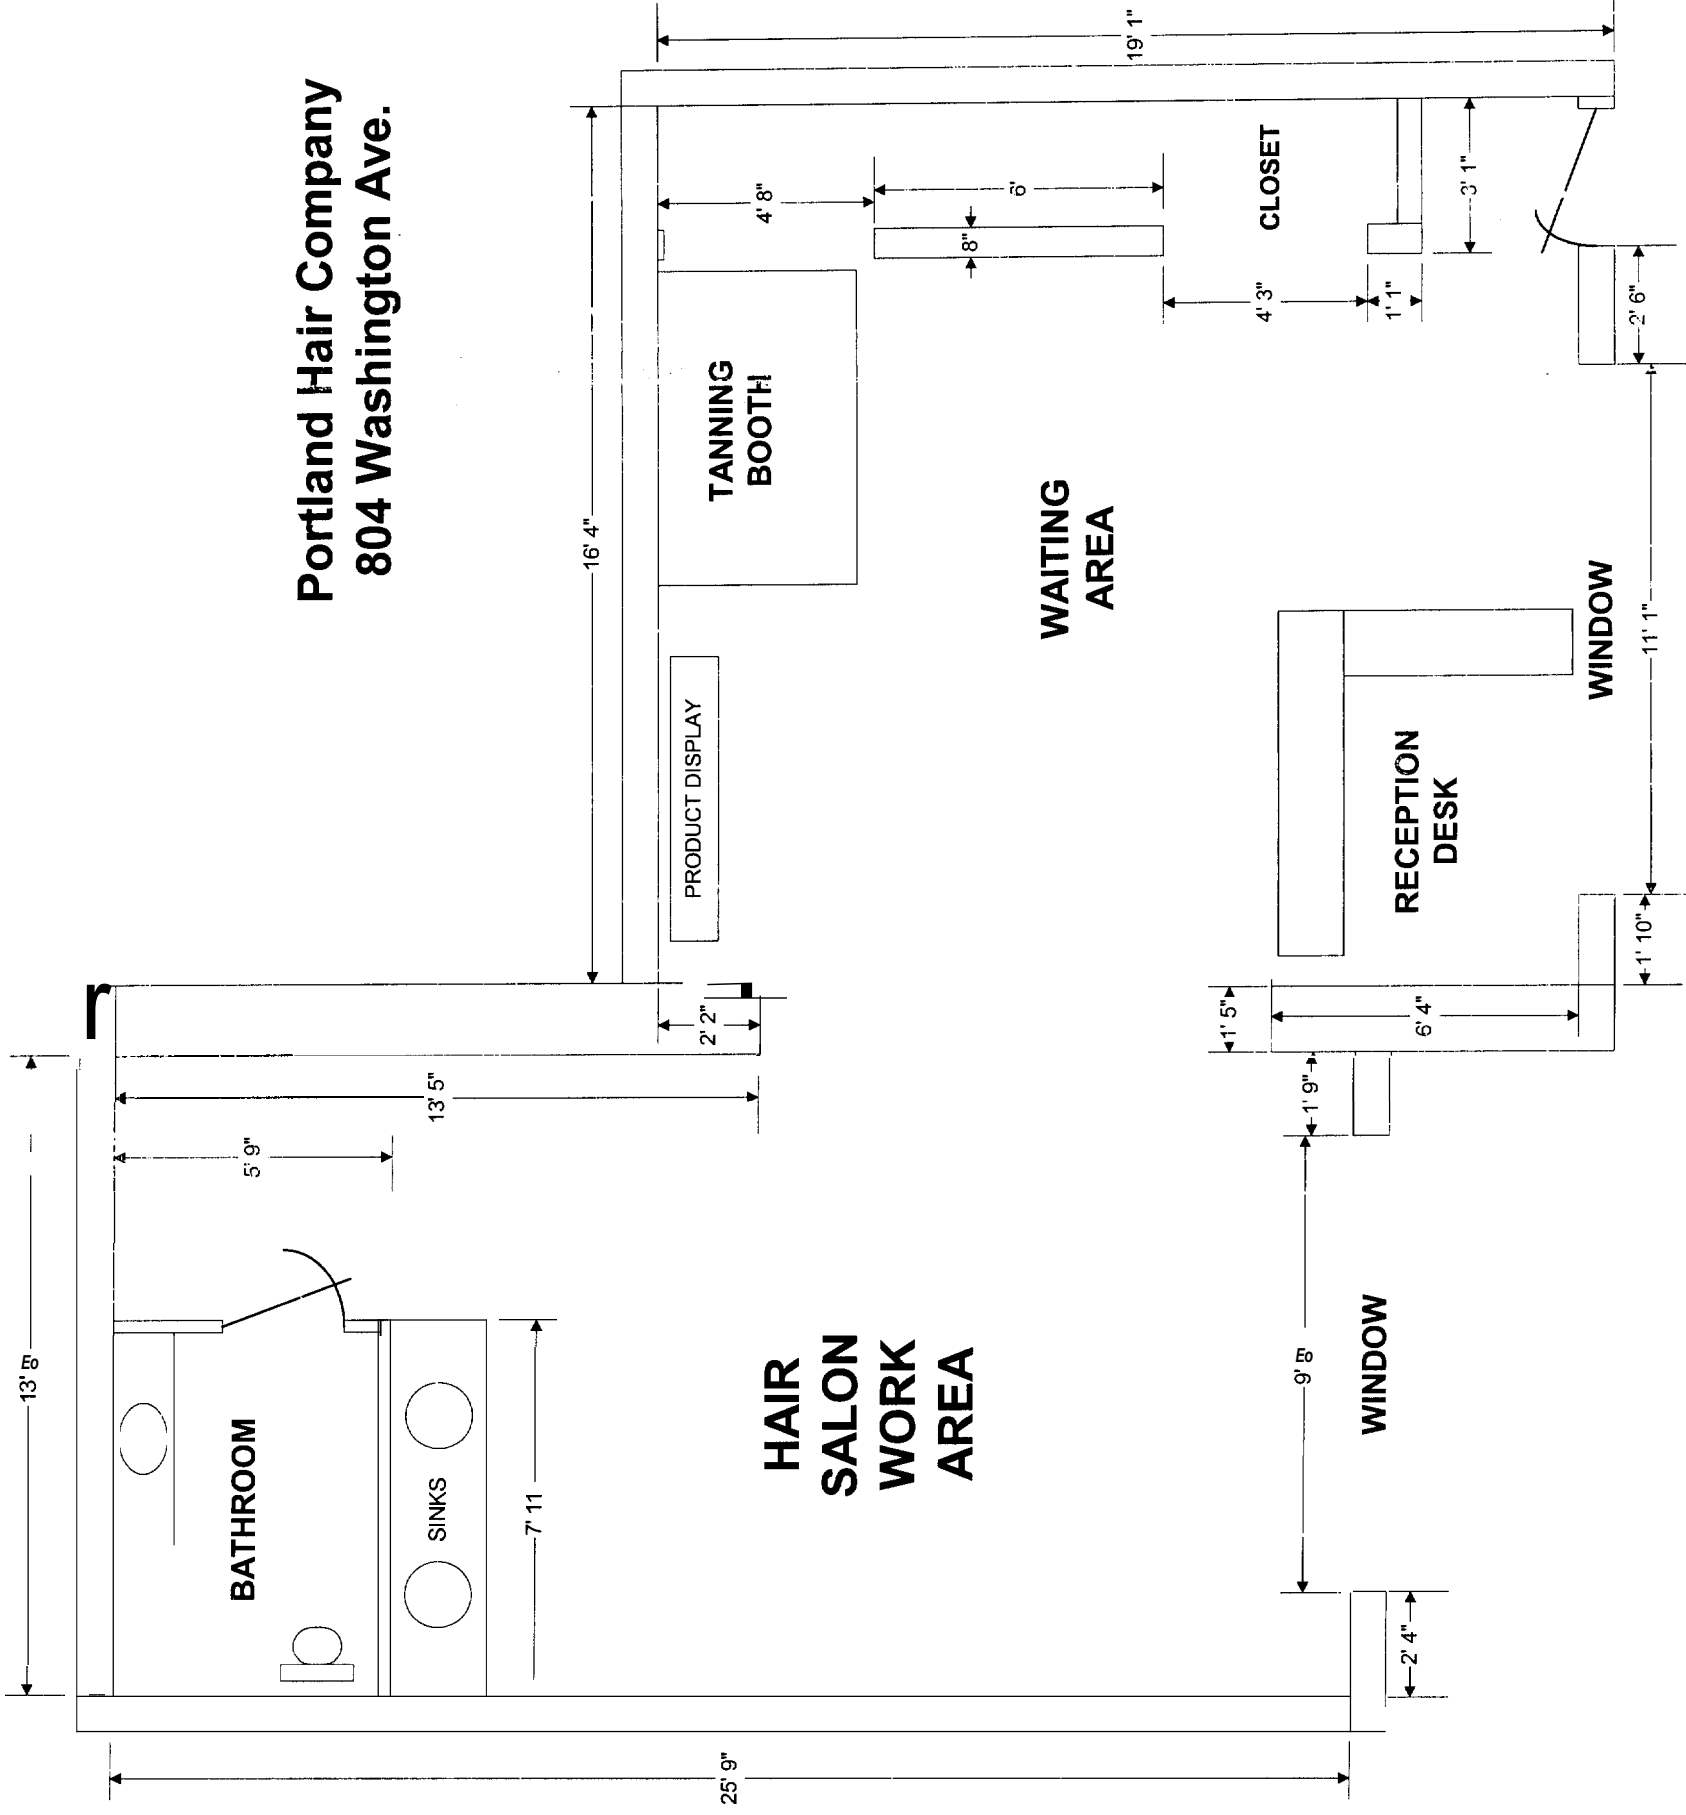 Portland Hair Company
804 Washington Ave.
19' 1"
16' 4"
4' 8"
6'
8"
CLOSET
3' 1"
TANNING
BOOTH
4' 3"
1' 1"
2' 6"
WAITING
AREA
PRODUCT DISPLAY
WINDOW
11' 1"
RECEPTION
DESK
1' 10"
r
2' 2"
1' 5"
6' 4"
13' 5"
1' 9"
5' 9"
13'
BATHROOM
SINKS
7' 11
HAIR
SALON
WORK
AREA
9'
WINDOW
2' 4"
25' 9"